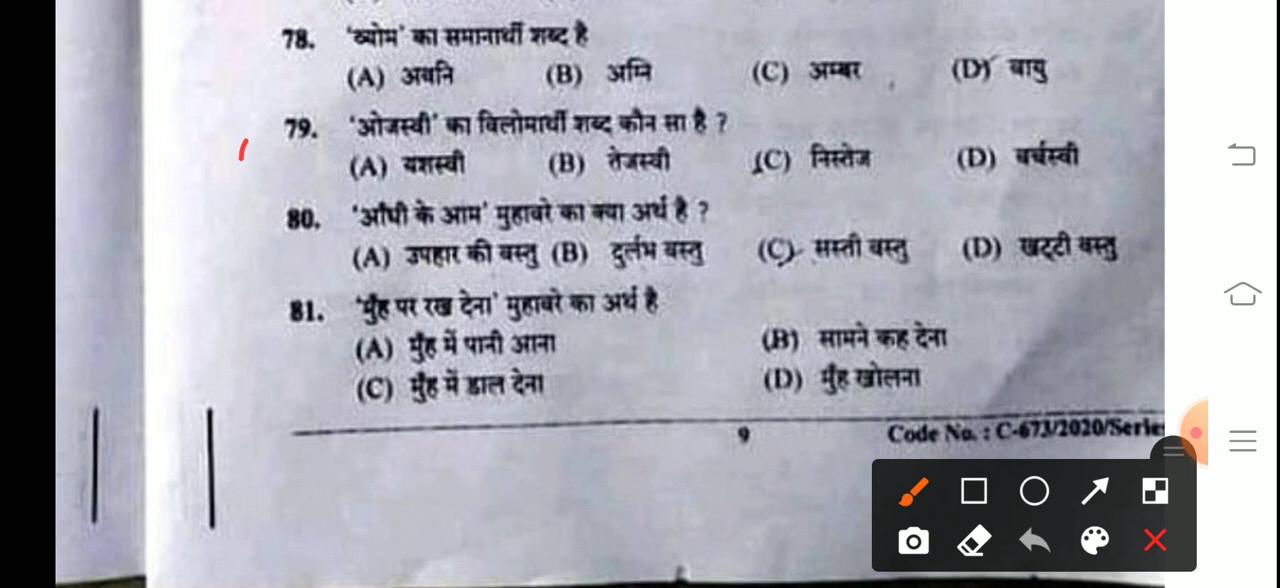 78. 'व्योम' का समानार्थी शब्द है
(A) अवनि (B) अग्नि (C) अम्बर (D) वायु
79. 'ओजस्वी' का विलोमार्थी शब्द कौन सा है ?
(A) यशस्वी (B) तेजस्वी (C) निस्तेज (D) वर्चस्वी
80. 'आँधी के आम' मुहावरे का क्या अर्थ है ?
(A) उपहार की वस्तु (B) दुर्लभ वस्तु (C) सस्ती वस्तु (D) खट्टी वस्तु
81. 'मुँह पर रख देना' मुहावरे का अर्थ है
(A) मुँह में पानी आना (B) सामने कह देना
(C) मुँह में डाल देना (D) मुँह खोलना
9 Code No. : C-673/2020/Series